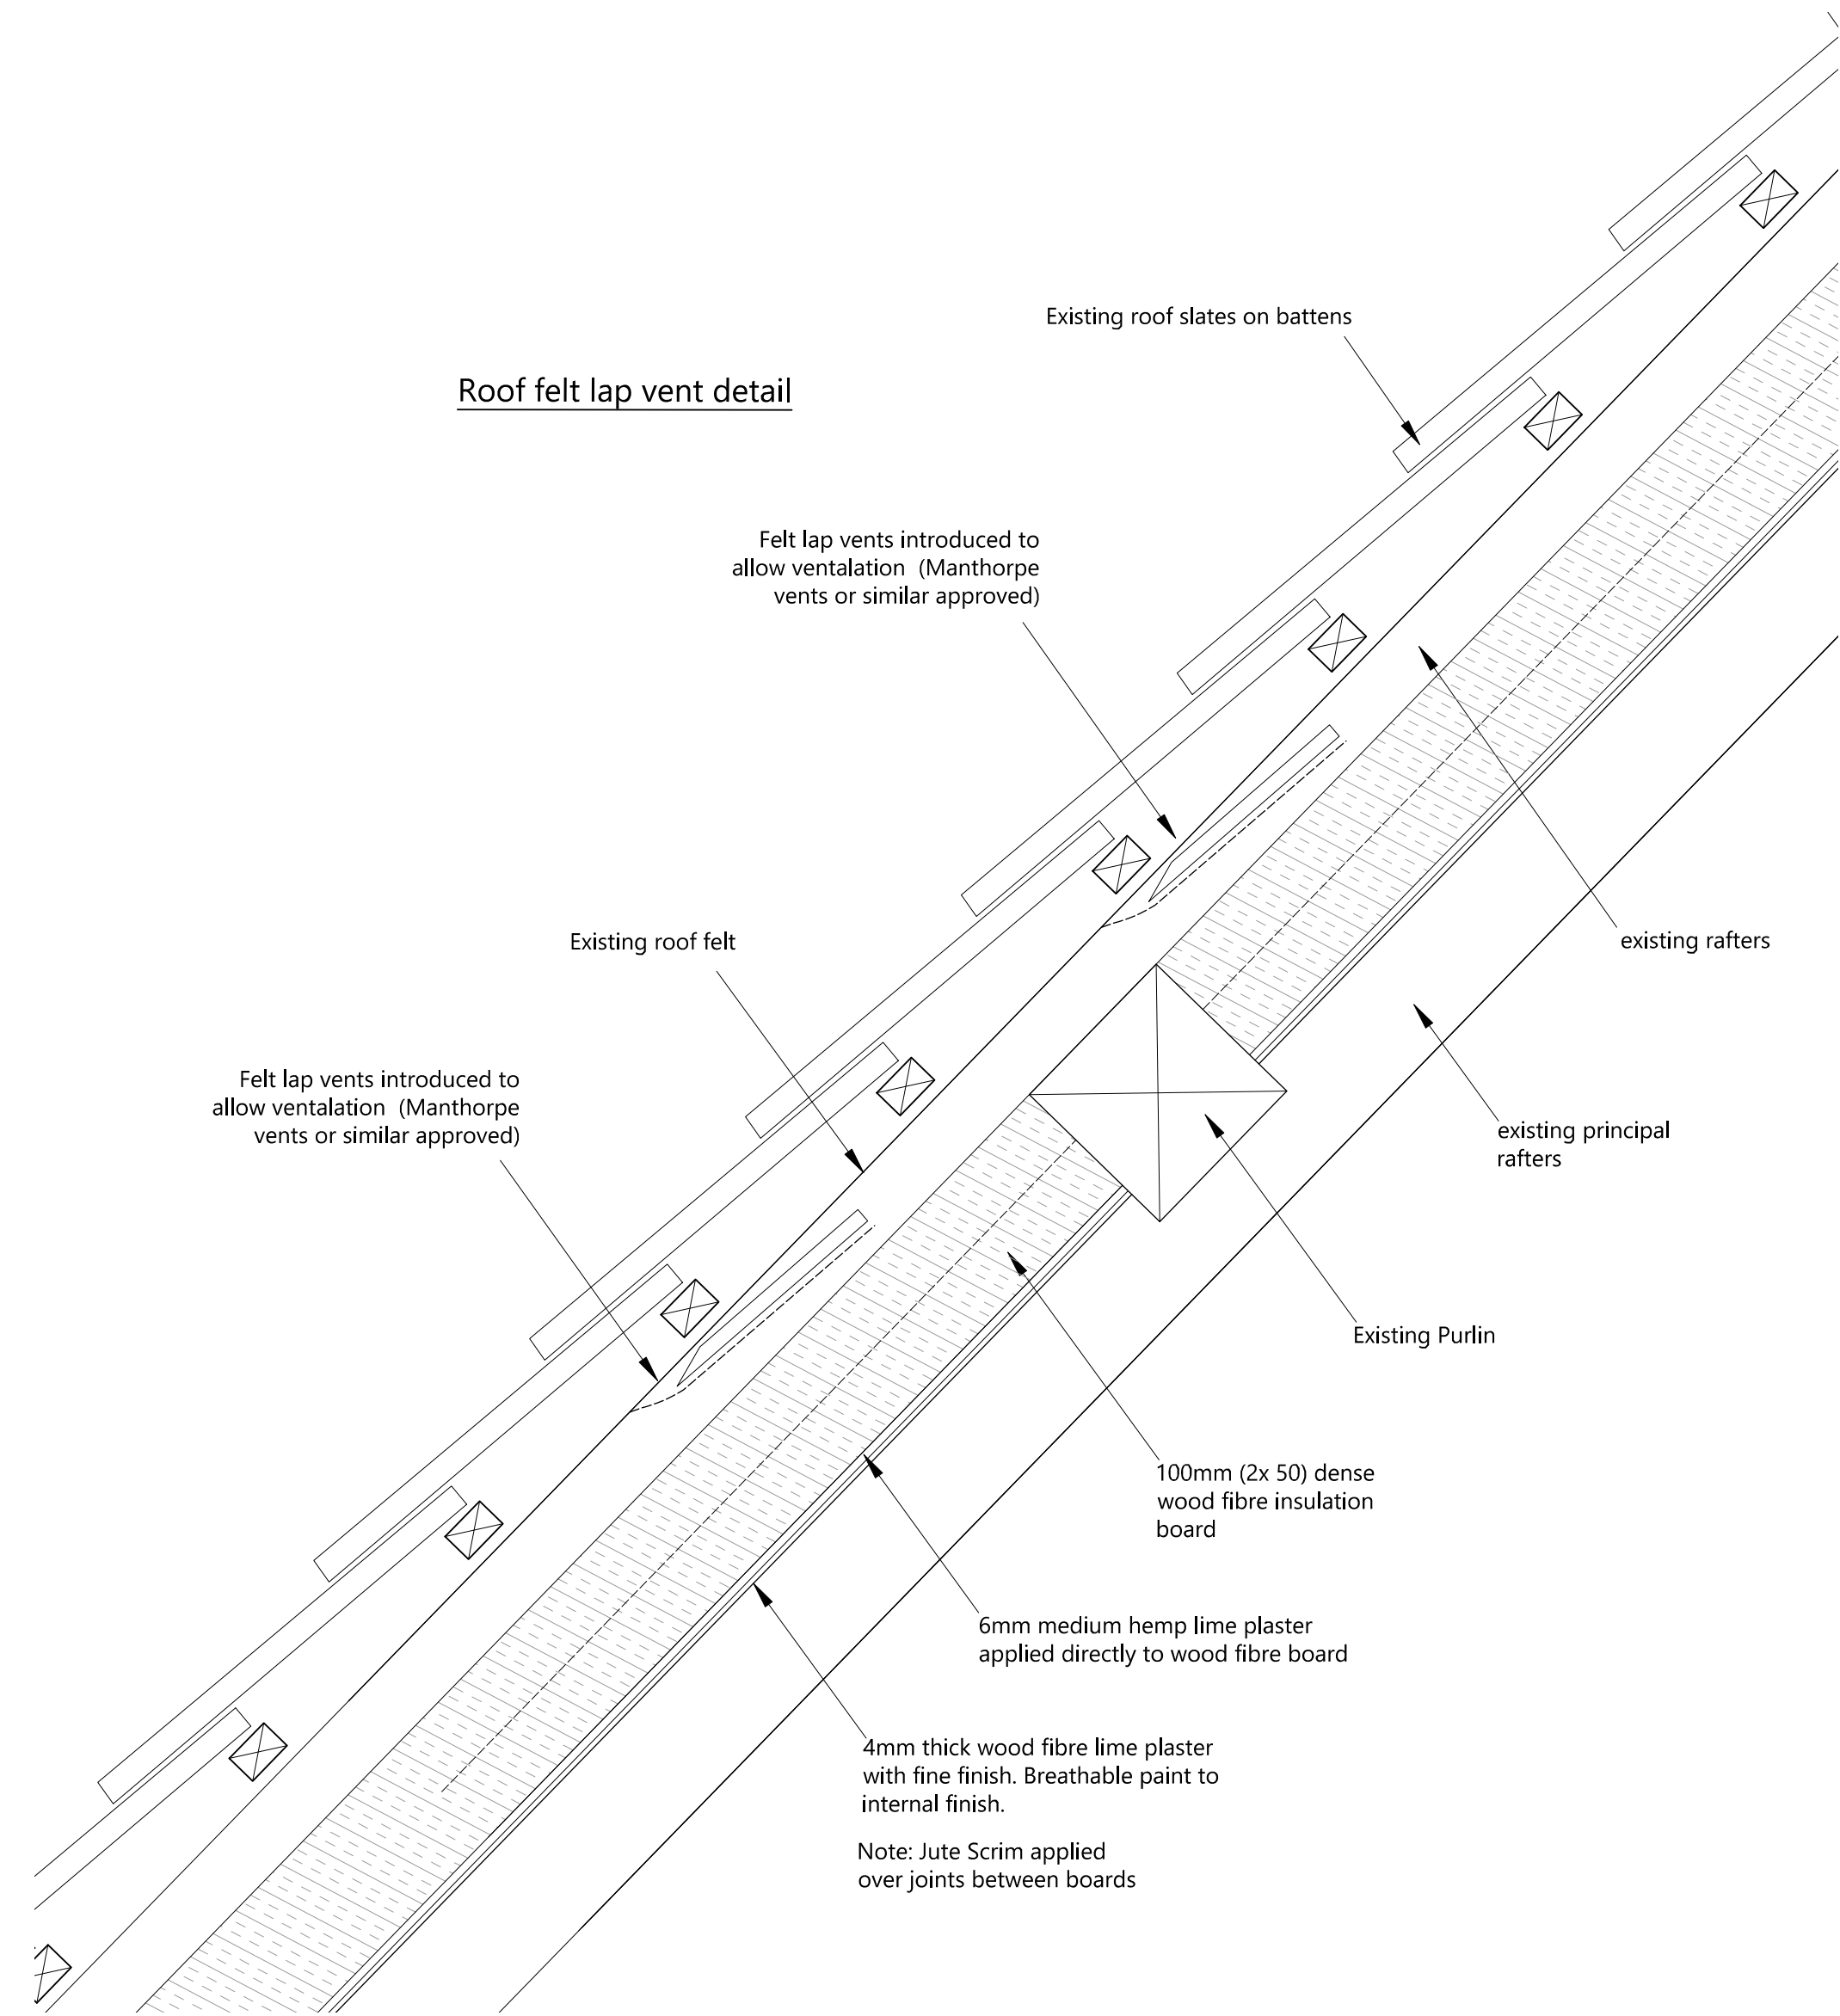 Existing roof slates on battens
Roof felt lap vent detail
Felt lap vents introduced to
allow ventalation  (Manthorpe
vents or similar approved)
Existing roof felt
existing rafters
Felt lap vents introduced to
allow ventalation  (Manthorpe
vents or similar approved)
existing principal
rafters
Existing Purlin
100mm (2x 50) dense
wood fibre insulation
board
6mm medium hemp lime plaster
applied directly to wood fibre board
4mm thick wood fibre lime plaster
with fine finish. Breathable paint to
internal finish.
Note: Jute Scrim applied
over joints between boards